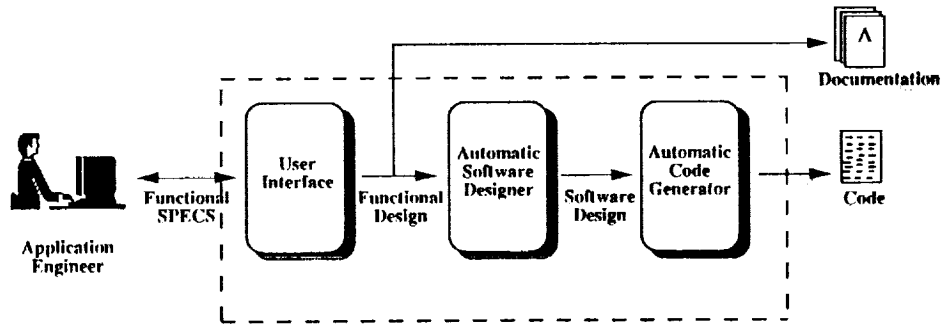 Λ
Documentation
User
Interface
Automatic
Software
Designer
Automatic
Code
Generator
Functional
SPECS
Functional
Design
Software
Design
Code
Application
Engineer